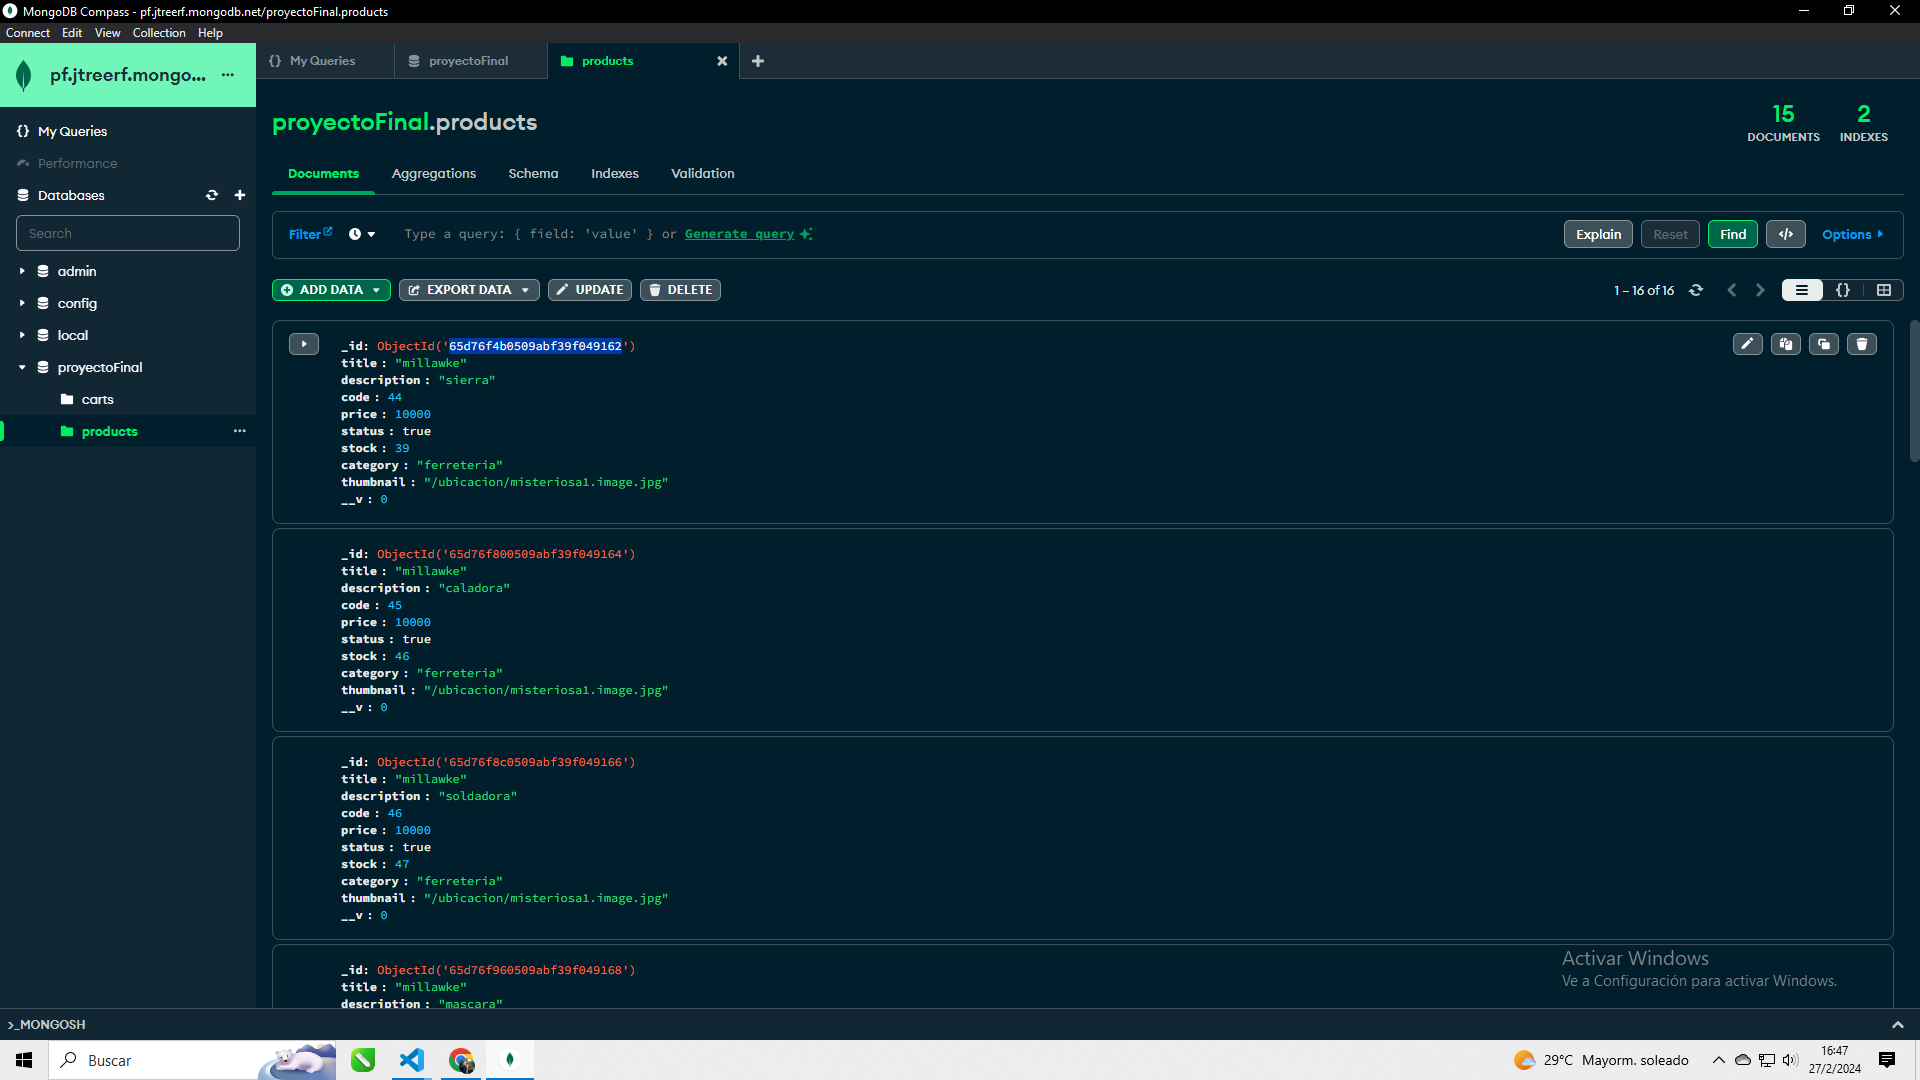 MongoDB Compass - pf.jtreerf.mongodb.net/proyectoFinal.products
Connect Edit View Collection Help
pf.jtreerf.mongo... ...
{} My Queries
proyectoFinal
products
My Queries
Performance
Databases
Search
admin
config
local
proyectoFinal
carts
products ...
proyectoFinal.products
15
DOCUMENTS
2
INDEXES
Documents Aggregations Schema Indexes Validation
Filter Type a query: { field: 'value' } or Generate query Explain Reset Find </> Options
ADD DATA EXPORT DATA UPDATE DELETE 1 – 16 of 16 {}
_id: ObjectId('65d76f4b0509abf39f049162')
title : "millawke"
description : "sierra"
code : 44
price : 10000
status : true
stock : 39
category : "ferreteria"
thumbnail : "/ubicacion/misteriosa1.image.jpg"
__v : 0
_id: ObjectId('65d76f800509abf39f049164')
title : "millawke"
description : "caladora"
code : 45
price : 10000
status : true
stock : 46
category : "ferreteria"
thumbnail : "/ubicacion/misteriosa1.image.jpg"
__v : 0
_id: ObjectId('65d76f8c0509abf39f049166')
title : "millawke"
description : "soldadora"
code : 46
price : 10000
status : true
stock : 47
category : "ferreteria"
thumbnail : "/ubicacion/misteriosa1.image.jpg"
__v : 0
_id: ObjectId('65d76f960509abf39f049168')
title : "millawke"
description : "mascara"
Activar Windows
Ve a Configuración para activar Windows.
>_MONGOSH
Buscar
29°C Mayorm. soleado
16:47
27/2/2024